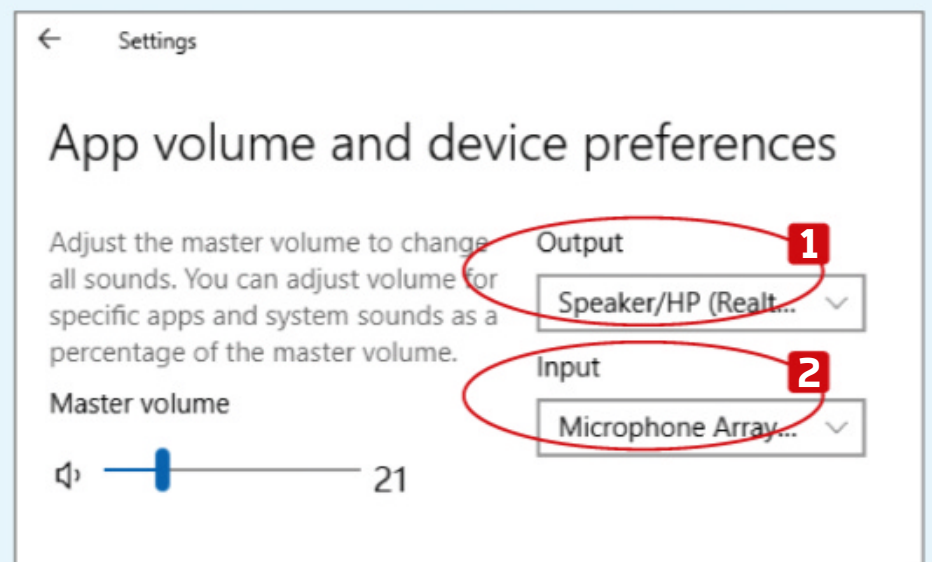 Settings
App volume and device preferences
Adjust the master volume to change
all sounds. You can adjust volume for
specific apps and system sounds as a
percentage of the master volume.
Master volume
21
Output
1
Speaker/HP (Realt...
Input
2
Microphone Array...